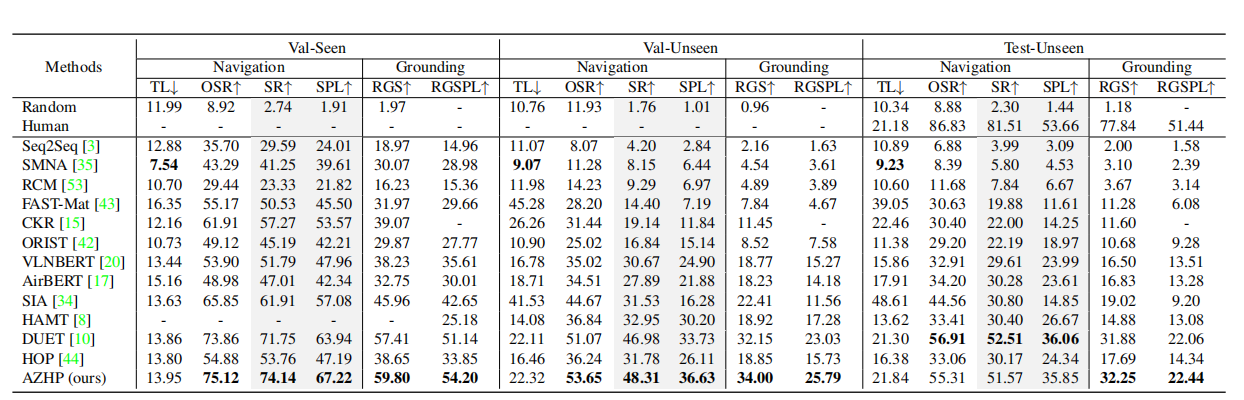 Methods Val-Seen Val-Unseen Test-Unseen
Navigation Grounding Navigation Grounding Navigation Grounding
TL↓ OSR↑ SR↑ SPL↑ RGS↑ RGSPL↑ TL↓ OSR↑ SR↑ SPL↑ RGS↑ RGSPL↑ TL↓ OSR↑ SR↑ SPL↑ RGS↑ RGSPL↑
Random 11.99 8.92 2.74 1.91 1.97 - 10.76 11.93 1.76 1.01 0.96 - 10.34 8.88 2.30 1.44 1.18 -
Human - - - - - - - - - - - - 21.18 86.83 81.51 53.66 77.84 51.44
Seq2Seq [3] 12.88 35.70 29.59 24.01 18.97 14.96 11.07 8.07 4.20 2.84 2.16 1.63 10.89 6.88 3.99 3.09 2.00 1.58
SMNA [35] 7.54 43.29 41.25 39.61 30.07 28.98 9.07 11.28 8.15 6.44 4.54 3.61 9.23 8.39 5.80 4.53 3.10 2.39
RCM [53] 10.70 29.44 23.33 21.82 16.23 15.36 11.98 14.23 9.29 6.97 4.89 3.89 10.60 11.68 7.84 6.67 3.67 3.14
FAST-Mat [43] 16.35 55.17 50.53 45.50 31.97 29.66 45.28 28.20 14.40 7.19 7.84 4.67 39.05 30.63 19.88 11.61 11.28 6.08
CKR [15] 12.16 61.91 57.27 53.57 39.07 - 26.26 31.44 19.14 11.84 11.45 - 22.46 30.40 22.00 14.25 11.60 -
ORIST [42] 10.73 49.12 45.19 42.21 29.87 27.77 10.90 25.02 16.84 15.14 8.52 7.58 11.38 29.20 22.19 18.97 10.68 9.28
VLNBERT [20] 13.44 53.90 51.79 47.96 38.23 35.61 16.78 35.02 30.67 24.90 18.77 15.27 15.86 32.91 29.61 23.99 16.50 13.51
AirBERT [17] 15.16 48.98 47.01 42.34 32.75 30.01 18.71 34.51 27.89 21.88 18.23 14.18 17.91 34.20 30.28 23.61 16.83 13.28
SIA [34] 13.63 65.85 61.91 57.08 45.96 42.65 41.53 44.67 31.53 16.28 22.41 11.56 48.61 44.56 30.80 14.85 19.02 9.20
HAMT [8] - - - - 25.18 14.08 36.84 32.95 30.20 18.92 17.28 13.62 33.41 30.40 26.67 14.88 13.08
DUET [10] 13.86 73.86 71.75 63.94 57.41 51.14 22.11 51.07 46.98 33.73 32.15 23.03 21.30 56.91 52.51 36.06 31.88 22.06
HOP [44] 13.80 54.88 53.76 47.19 38.65 33.85 16.46 36.24 31.78 26.11 18.85 15.73 16.38 33.06 30.17 24.34 17.69 14.34
AZHP (ours) 13.95 75.12 74.14 67.22 59.80 54.20 22.32 53.65 48.31 36.63 34.00 25.79 21.84 55.31 51.57 35.85 32.25 22.44